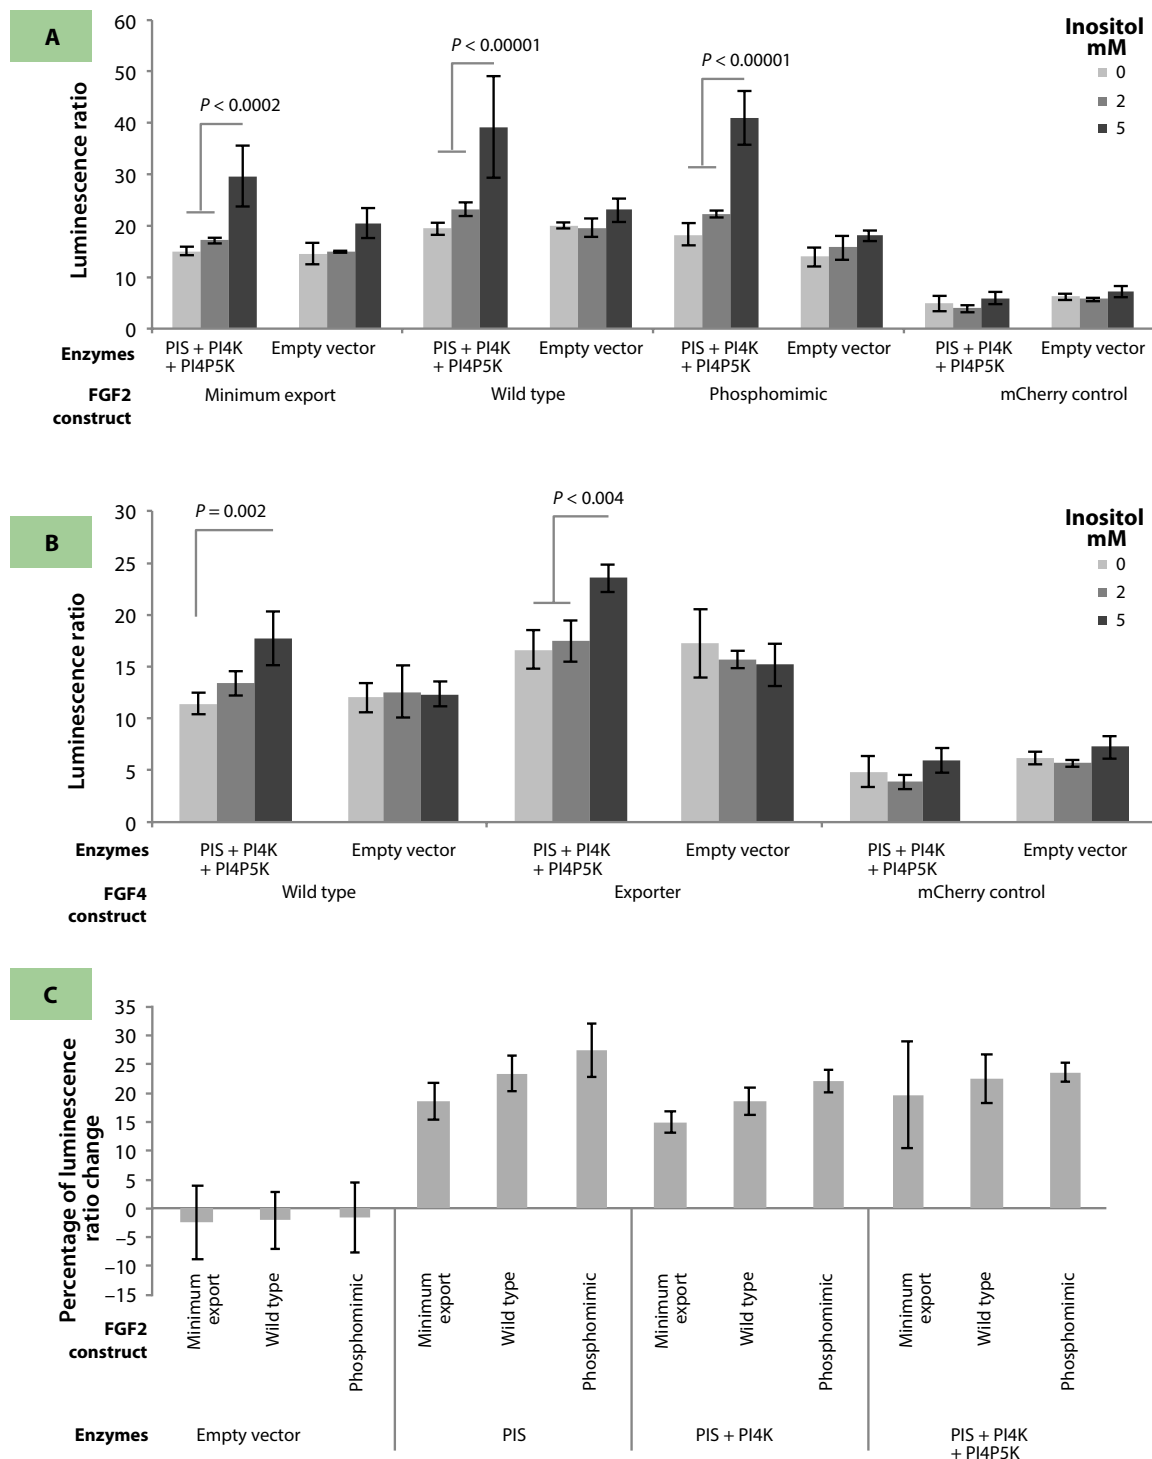 A
Luminescence ratio
60
50
40
30
20
10
0
P < 0.0002
P < 0.00001
P < 0.00001
Inositol
mM
0
2
5
Enzymes
PIS + PI4K
+ PI4P5K
Empty vector
PIS + PI4K
+ PI4P5K
Empty vector
PIS + PI4K
+ PI4P5K
Empty vector
PIS + PI4K
+ PI4P5K
Empty vector
FGF2
construct
Minimum export
Wild type
Phosphomimic
mCherry control
B
Luminescence ratio
30
25
20
15
10
5
0
P = 0.002
P < 0.004
Inositol
mM
0
2
5
Enzymes
PIS + PI4K
+ PI4P5K
Empty vector
PIS + PI4K
+ PI4P5K
Empty vector
PIS + PI4K
+ PI4P5K
Empty vector
FGF4
construct
Wild type
Exporter
mCherry control
C
Percentage of luminescence
ratio change
35
30
25
20
15
10
5
0
−5
−10
−15
FGF2
construct
Minimum
export
Wild type
Phosphomimic
Minimum
export
Wild type
Phosphomimic
Minimum
export
Wild type
Phosphomimic
Minimum
export
Wild type
Phosphomimic
Enzymes
Empty vector
PIS
PIS + PI4K
PIS + PI4K
+ PI4P5K